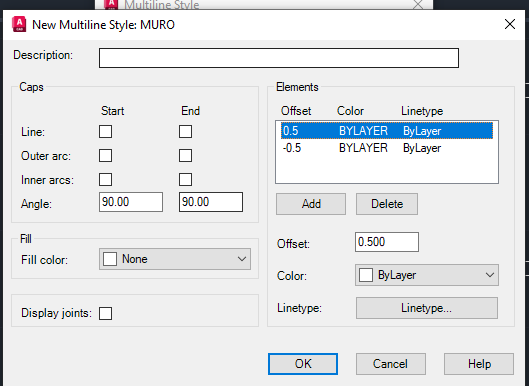 Multiline Style
New Multiline Style: MURO
Description:
Caps
Start End
Line:
Outer arc:
Inner arcs:
Angle: 90.00 90.00
Fill
Fill color: None
Display joints:
Elements
Offset Color Linetype
0.5 BYLAYER ByLayer
-0.5 BYLAYER ByLayer
Add Delete
Offset: 0.500
Color: ByLayer
Linetype: Linetype...
OK Cancel Help